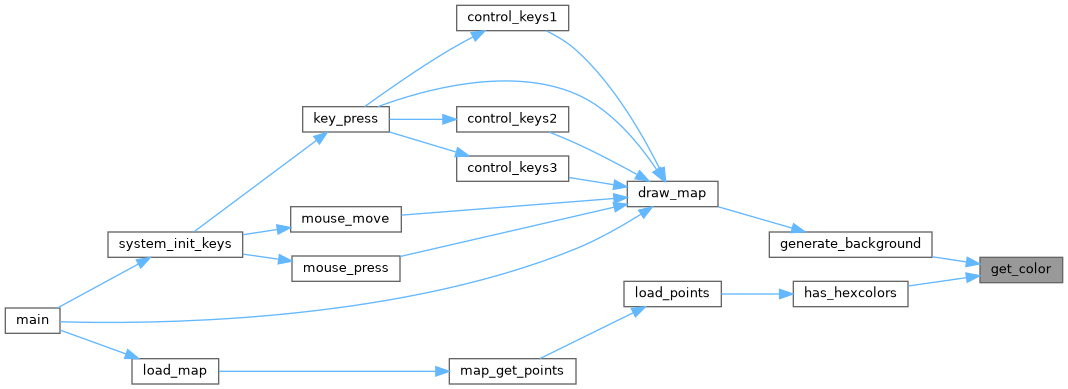 control_keys1
key_press
control_keys2
control_keys3
draw_map
mouse_move
system_init_keys
generate_background
mouse_press
get_color
load_points
has_hexcolors
main
load_map
map_get_points